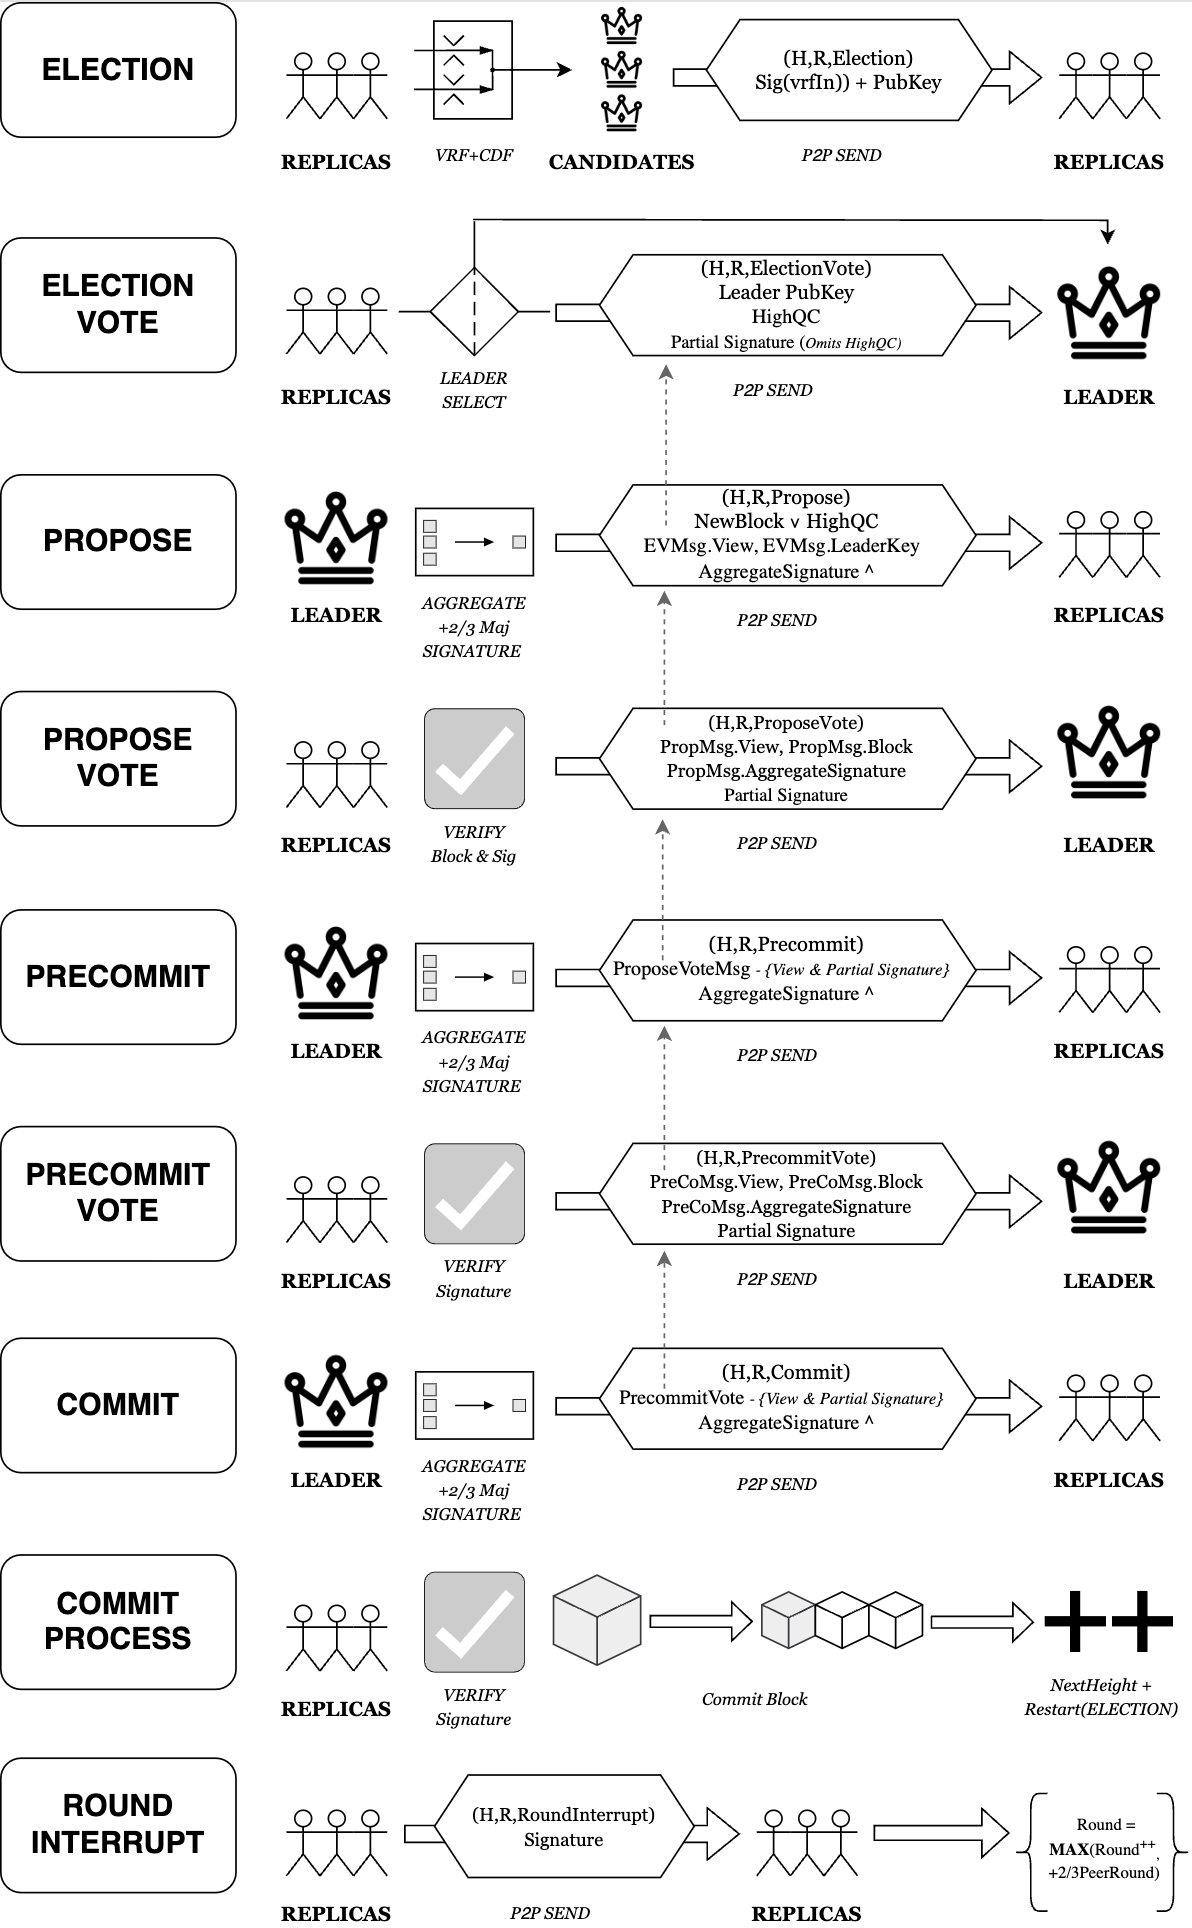 ELECTION
(H,R,Election)
Sig(vrfIn)) + PubKey
REPLICAS
VRF+CDF
CANDIDATES
P2P SEND
REPLICAS
ELECTION
VOTE
(H,R,ElectionVote)
Leader PubKey
HighQC
Partial Signature (Omits HighQC)
REPLICAS
LEADER
SELECT
P2P SEND
LEADER
PROPOSE
(H,R,Propose)
NewBlock v HighQC
EVMsg.View, EVMsg.LeaderKey
AggregateSignature ^
LEADER
AGGREGATE
+2/3 Maj
SIGNATURE
P2P SEND
REPLICAS
PROPOSE
VOTE
(H,R,ProposeVote)
PropMsg.View, PropMsg.Block
PropMsg.AggregateSignature
Partial Signature
REPLICAS
VERIFY
Block & Sig
P2P SEND
LEADER
PRECOMMIT
(H,R,Precommit)
ProposeVoteMsg - {View & Partial Signature}
AggregateSignature ^
LEADER
AGGREGATE
+2/3 Maj
SIGNATURE
P2P SEND
REPLICAS
PRECOMMIT
VOTE
(H,R,PrecommitVote)
PreCoMsg.View, PreCoMsg.Block
PreCoMsg.AggregateSignature
Partial Signature
REPLICAS
VERIFY
Signature
P2P SEND
LEADER
COMMIT
(H,R,Commit)
PrecommitVote - {View & Partial Signature}
AggregateSignature ^
LEADER
AGGREGATE
+2/3 Maj
SIGNATURE
P2P SEND
REPLICAS
COMMIT
PROCESS
REPLICAS
VERIFY
Signature
Commit Block
NextHeight +
Restart(ELECTION)
ROUND
INTERRUPT
(H,R,RoundInterrupt)
Signature
REPLICAS
P2P SEND
REPLICAS
Round =
MAX(Round++,
+2/3PeerRound)